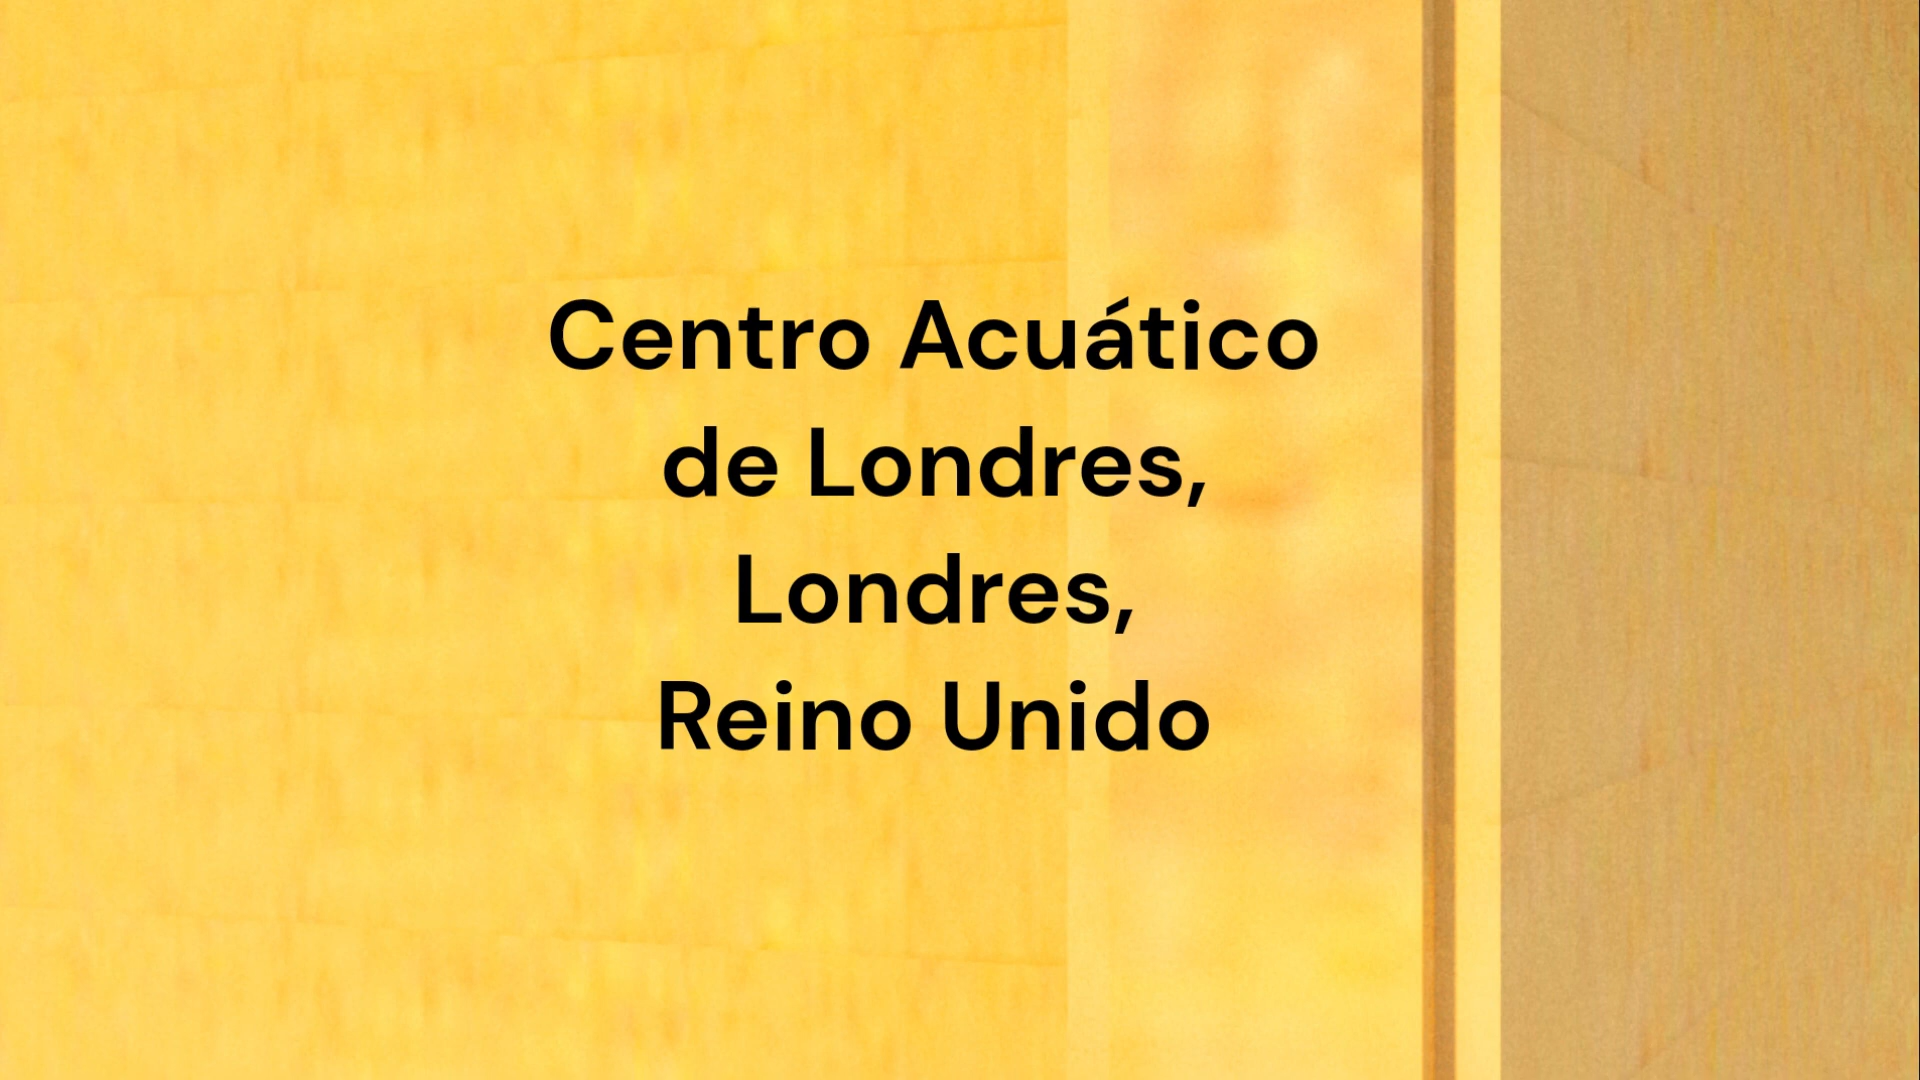 Centro Acuático
de Londres,
Londres,
Reino Unido